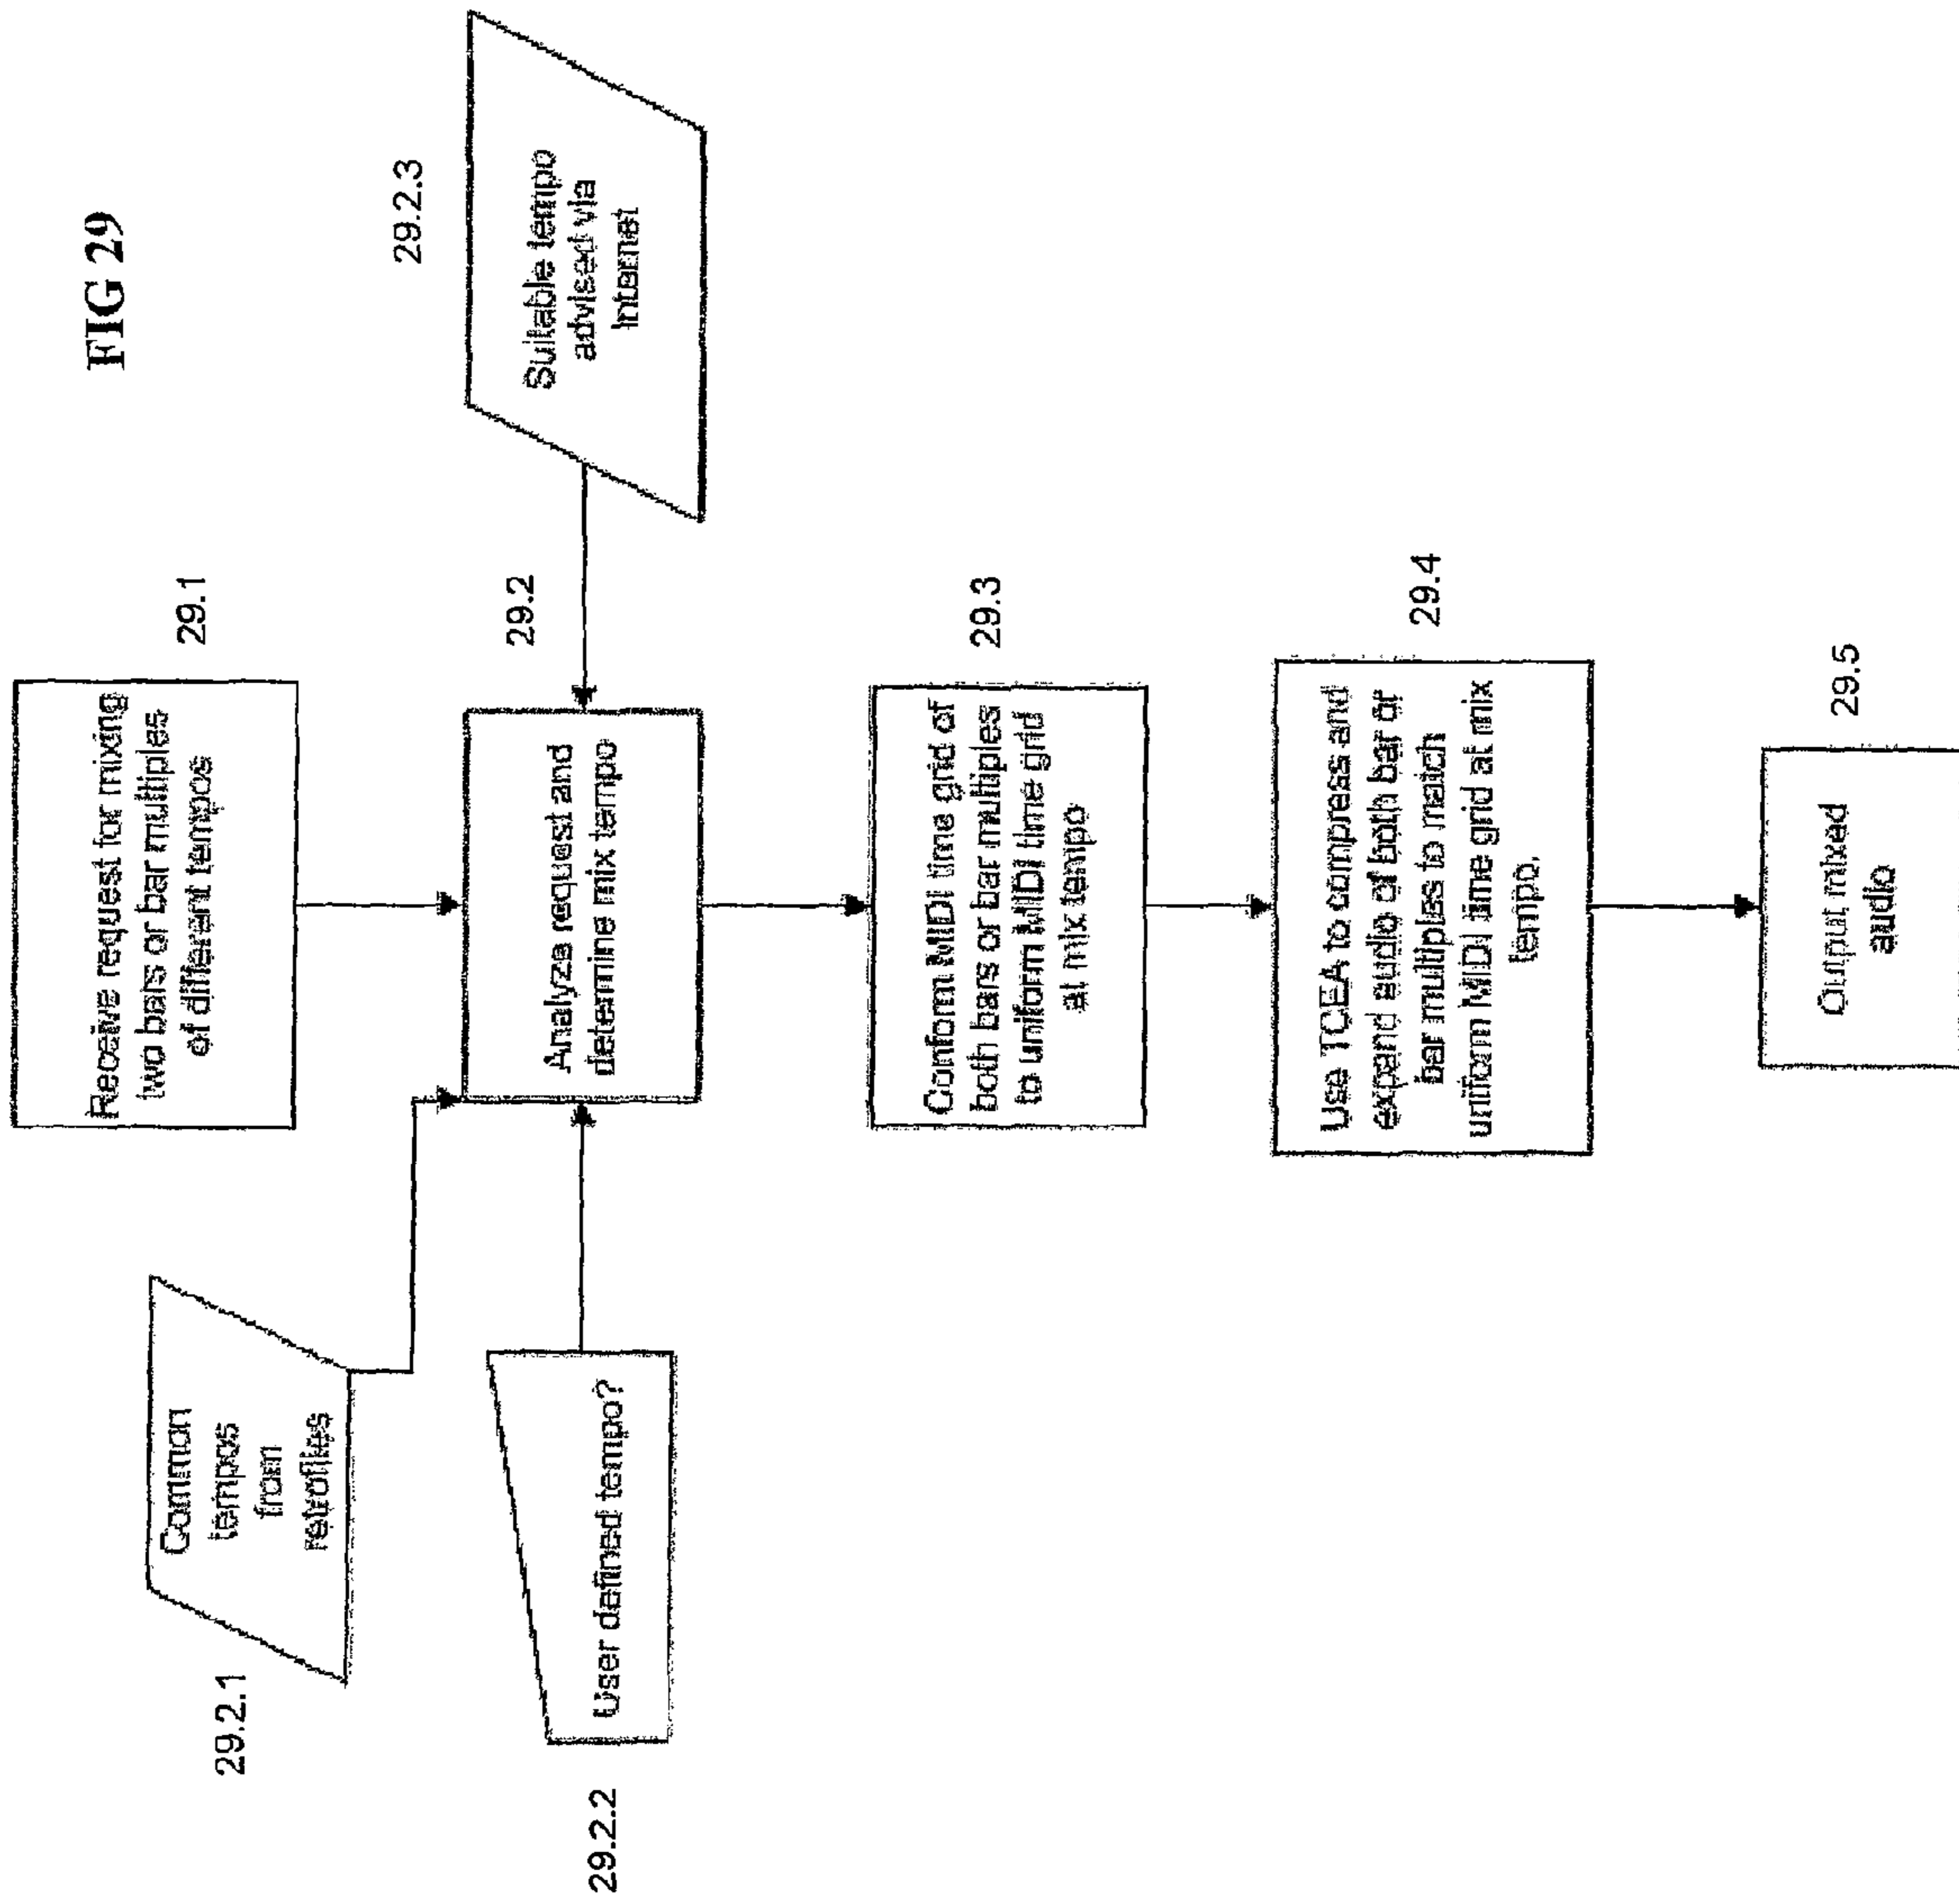 FIG 29
29.1
Receive request for mixing
two bars or bar multiples
of different tempos
29.2.1
Common
tempos
from
retrofiles
29.2.2
User defined tempo?
29.2
Analyze request and
determine mix tempo
29.2.3
Suitable tempo
advised via
Internet
29.3
Conform MIDI time grid of
both bars or bar multiples
to uniform MIDI time grid
at mix tempo
29.4
Use TCEA to compress and
expand audio of both bar or
bar multiples to match
uniform MIDI time grid at mix
tempo.
29.5
Output mixed
audio